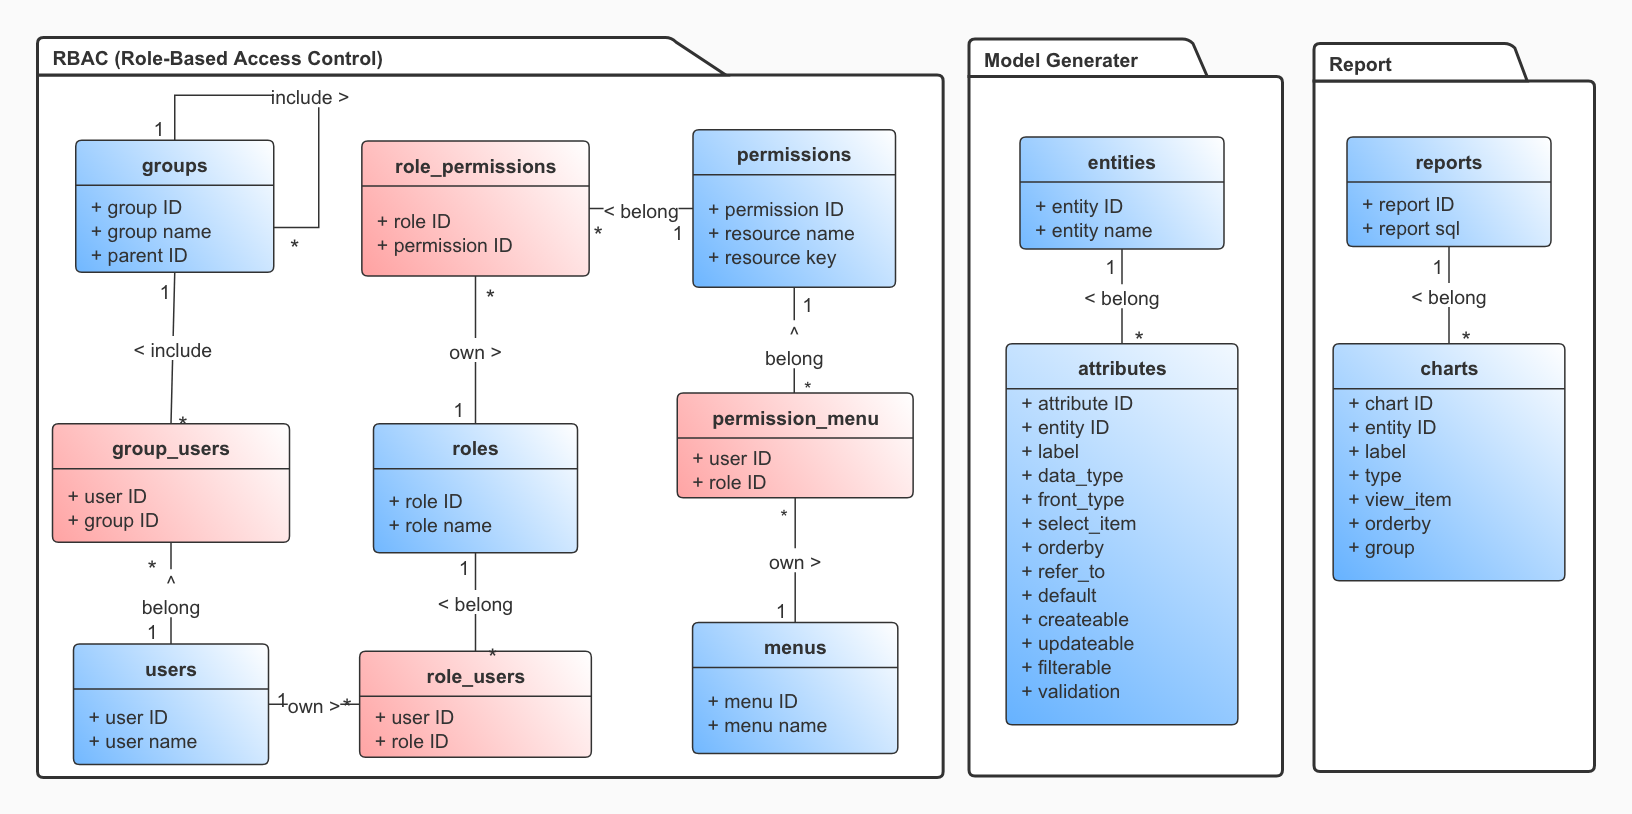 RBAC (Role-Based Access Control)
include >
1
groups
+ group ID
+ group name
+ parent ID
*
1
< include
*
group_users
+ user ID
+ group ID
*
^
belong
1
users
+ user ID
+ user name
1
own >
*
role_permissions
+ role ID
+ permission ID
*
< belong
1
*
own >
1
roles
+ role ID
+ role name
1
< belong
*
role_users
+ user ID
+ role ID
permissions
+ permission ID
+ resource name
+ resource key
1
^
belong
*
permission_menu
+ user ID
+ role ID
*
own >
1
menus
+ menu ID
+ menu name
Model Generater
entities
+ entity ID
+ entity name
1
< belong
*
attributes
+ attribute ID
+ entity ID
+ label
+ data_type
+ front_type
+ select_item
+ orderby
+ refer_to
+ default
+ createable
+ updateable
+ filterable
+ validation
Report
reports
+ report ID
+ report sql
1
< belong
*
charts
+ chart ID
+ entity ID
+ label
+ type
+ view_item
+ orderby
+ group